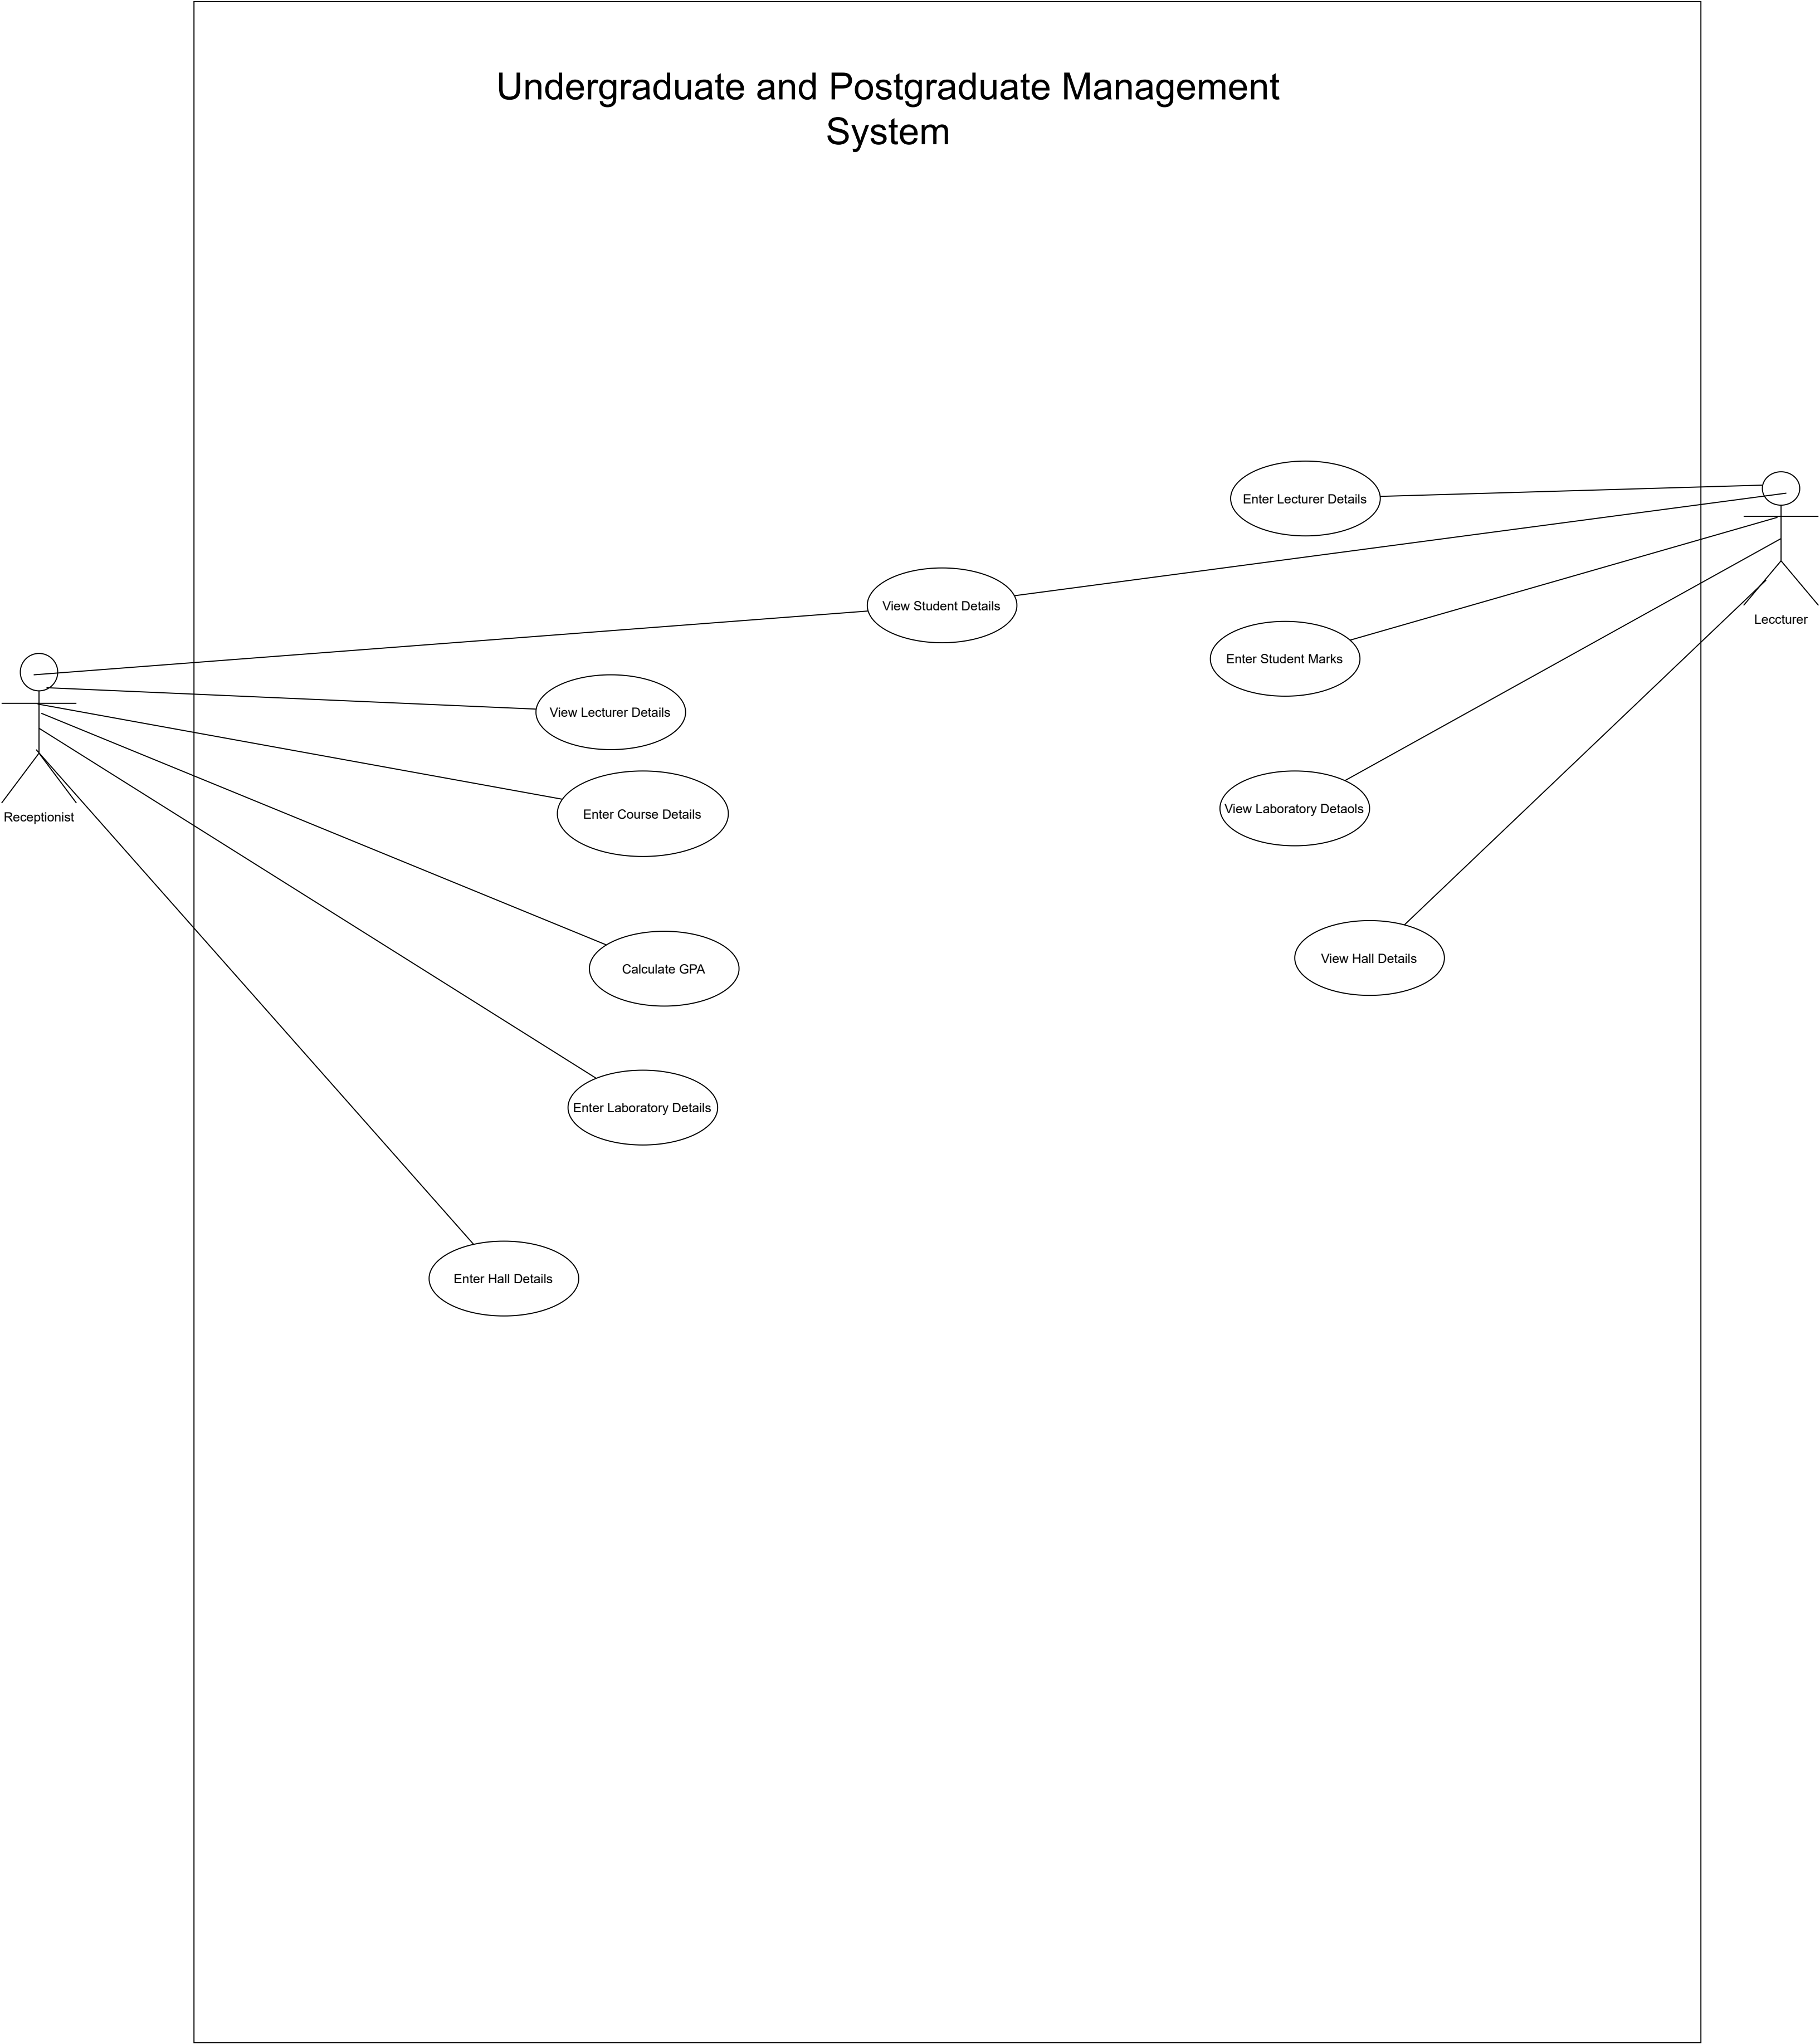 Undergraduate and Postgraduate Management
System
Enter Lecturer Details
View Student Details
Leccturer
Enter Student Marks
View Lecturer Details
View Laboratory Detaols
Enter Course Details
Receptionist
View Hall Details
Calculate GPA
Enter Laboratory Details
Enter Hall Details